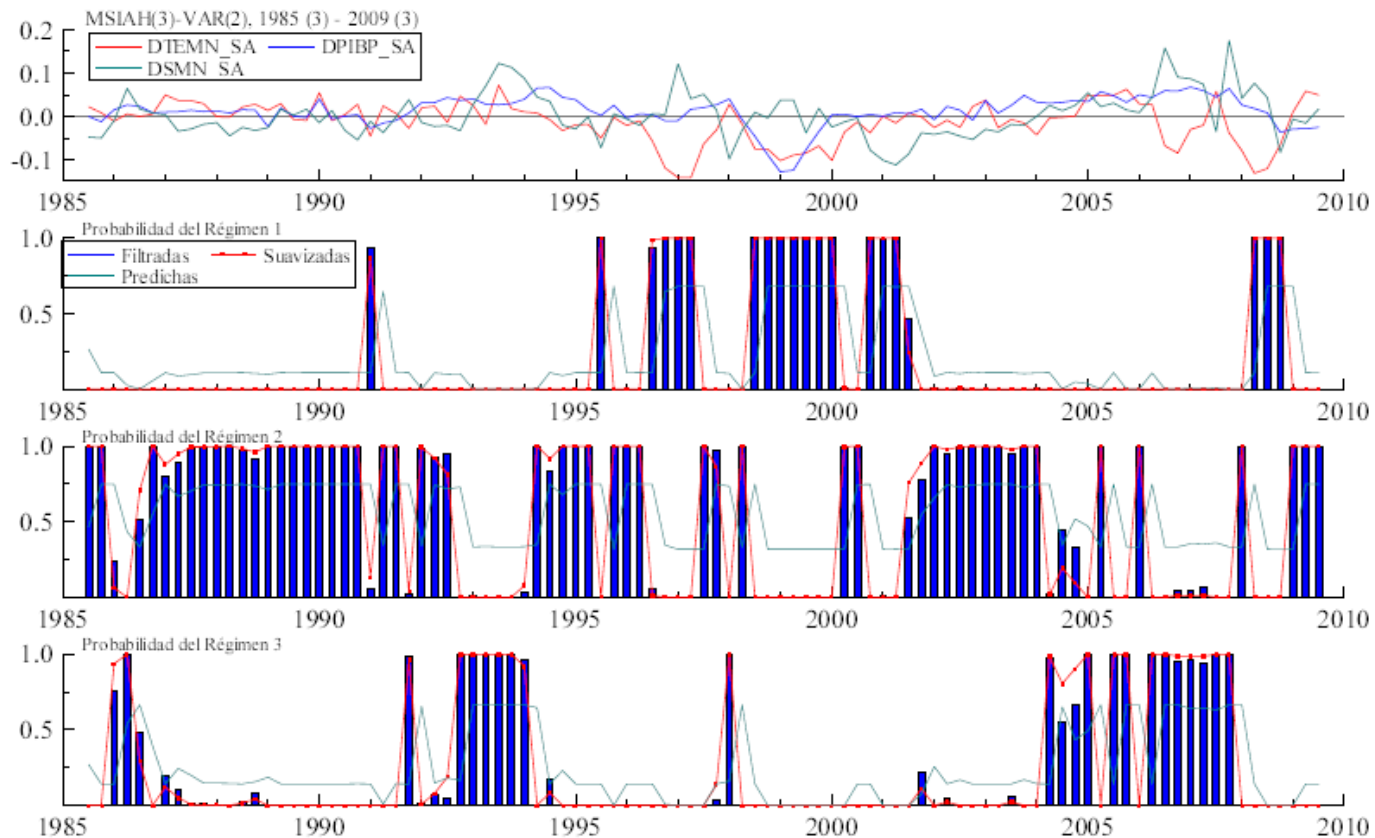 MSIAH(3)-VAR(2), 1985 (3) - 2009 (3)
0.2
DTEMN_SA DPIBP_SA
DSMN_SA
0.1
0.0
-0.1
1985 1990 1995 2000 2005 2010
Probabilidad del Régimen 1
1.0
Filtradas Suavizadas
Predichas
0.5
1985 1990 1995 2000 2005 2010
Probabilidad del Régimen 2
1.0
0.5
1985 1990 1995 2000 2005 2010
Probabilidad del Régimen 3
1.0
0.5
1985 1990 1995 2000 2005 2010